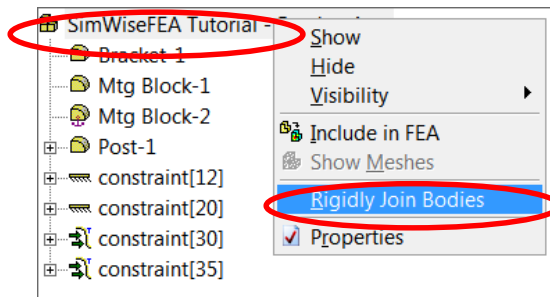 SimWiseFEA Tutorial -
Bracket-1
Mtg Block-1
Mtg Block-2
Post-1
constraint[12]
constraint[20]
constraint[30]
constraint[35]
Show
Hide
Visibility
Include in FEA
Show Meshes
Rigidly Join Bodies
Properties